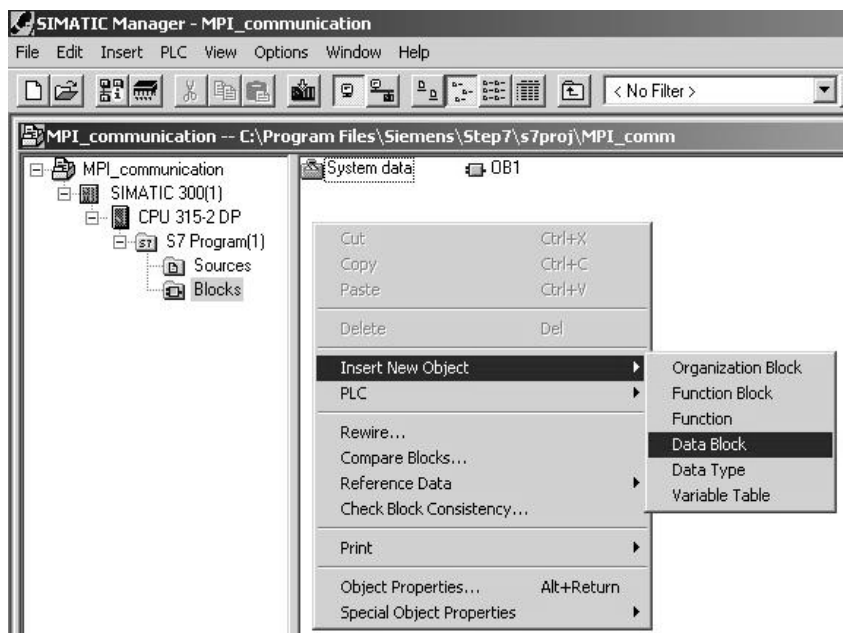 SIMATIC Manager - MPI_communication
File Edit Insert PLC View Options Window Help
< No Filter >
MPI_communication -- C:\Program Files\Siemens\Step7\s7proj\MPI_comm
MPI_communication
SIMATIC 300(1)
CPU 315-2 DP
S7 Program(1)
Sources
Blocks
System data OB1
Cut Ctrl+X
Copy Ctrl+C
Paste Ctrl+V
Delete Del
Insert New Object
PLC
Rewire...
Compare Blocks...
Reference Data
Check Block Consistency...
Print
Object Properties... Alt+Return
Special Object Properties
Organization Block
Function Block
Function
Data Block
Data Type
Variable Table